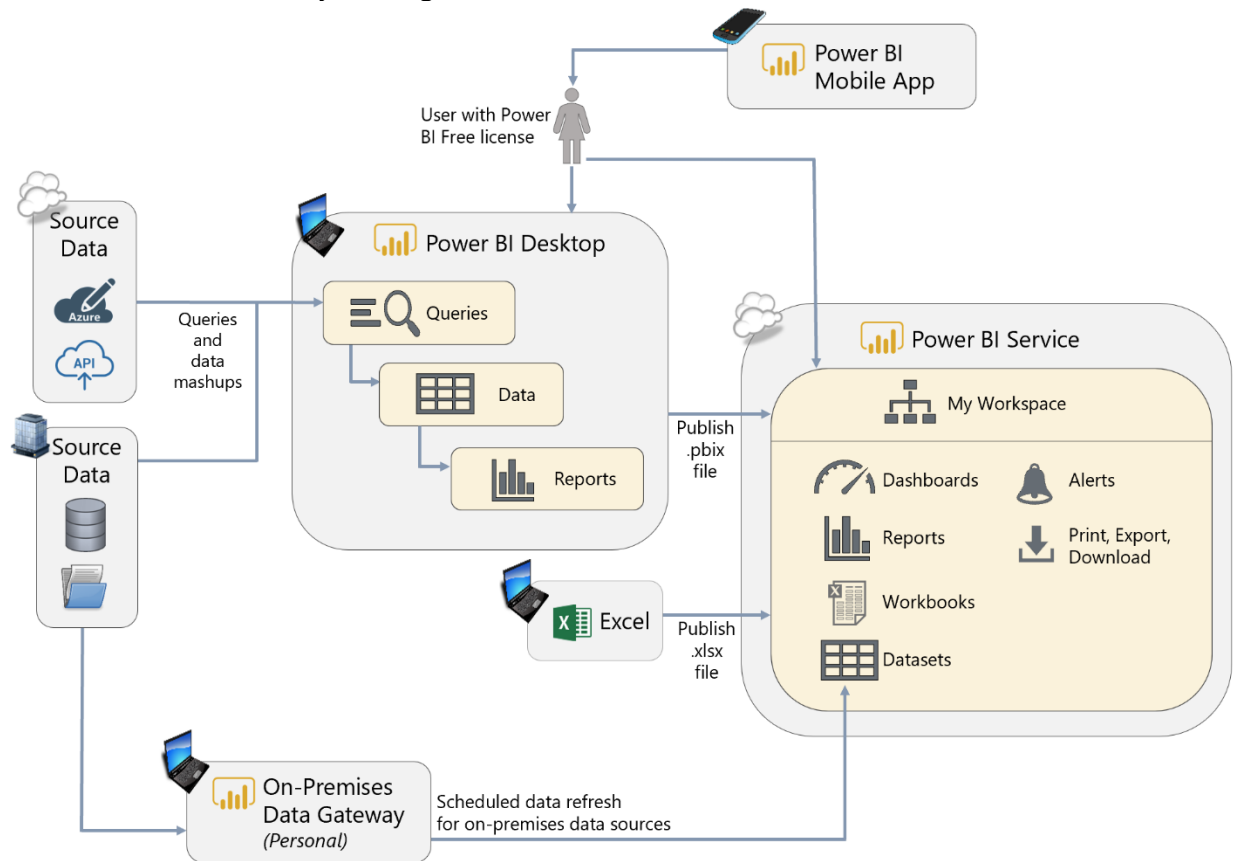 Power BI
Mobile App
User with Power
BI Free license
Source
Data
Azure
API
Queries
and
data
mashups
Source
Data
Power BI Desktop
Queries
Data
Reports
Publish
.pbix
file
Excel
Publish
.xlsx
file
Power BI Service
My Workspace
Dashboards
Alerts
Reports
Print, Export,
Download
Workbooks
Datasets
On-Premises
Data Gateway
(Personal)
Scheduled data refresh
for on-premises data sources